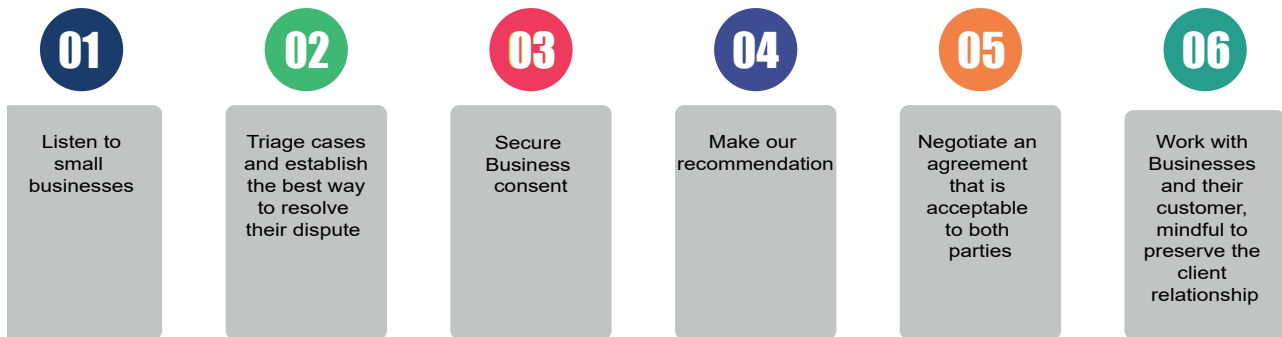 01
Listen to
small
businesses
02
Triage cases
and establish
the best way
to resolve
their dispute
03
Secure
Business
consent
04
Make our
recommendation
05
Negotiate an
agreement
that is
acceptable
to both
parties
06
Work with
Businesses
and their
customer,
mindful to
preserve the
client
relationship